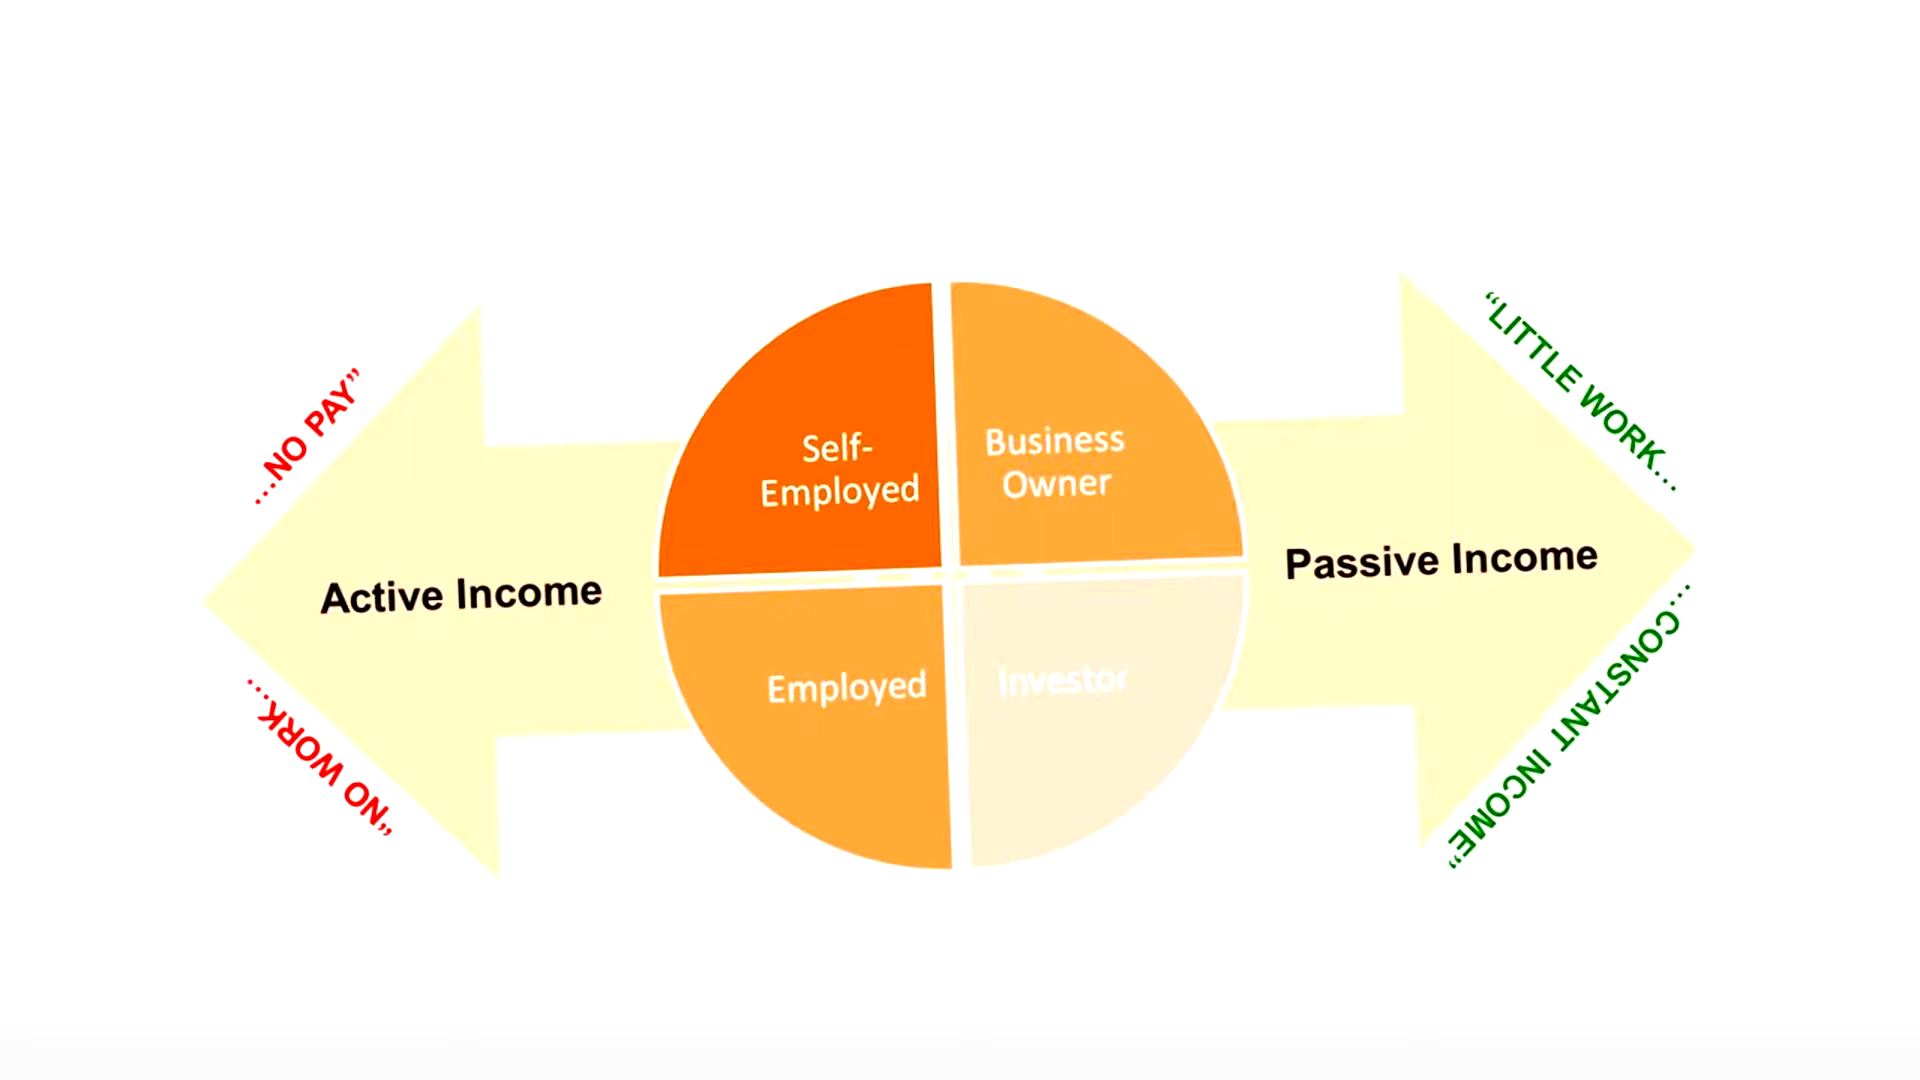 …NO PAY”
Active Income
“NO WORK…
Self-
Employed
Business
Owner
Employed
Investor
“LITTLE WORK…
Passive Income
…CONSTANT INCOME”